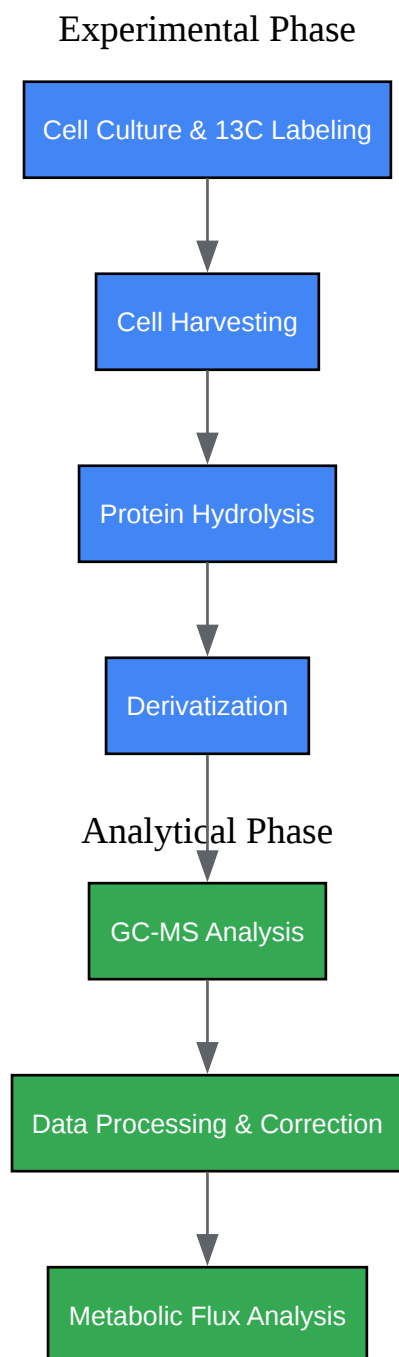 Experimental Phase
Cell Culture & 13C Labeling
Cell Harvesting
Protein Hydrolysis
Derivatization
Analytical Phase
GC-MS Analysis
Data Processing & Correction
Metabolic Flux Analysis